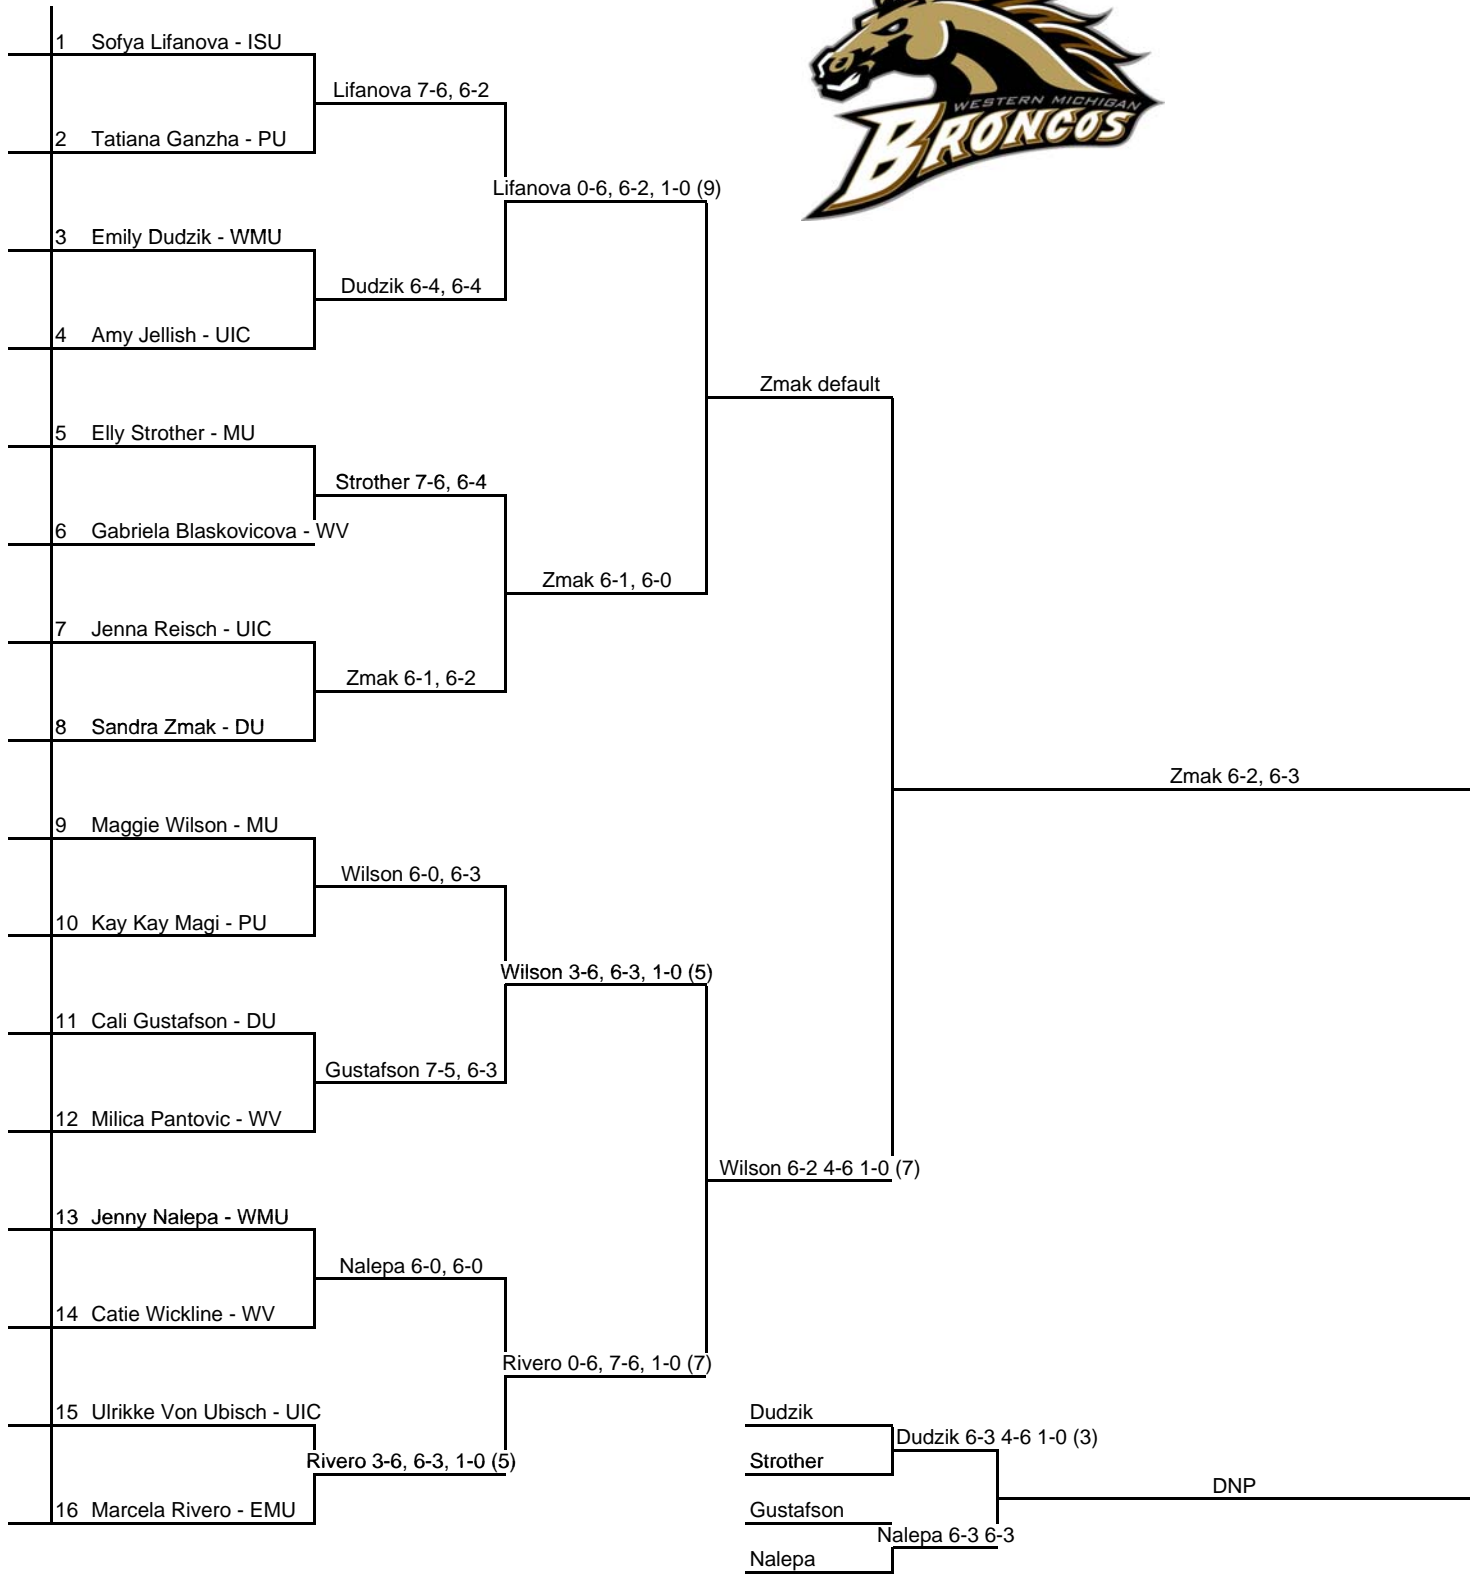 1 Sofya Lifanova - ISU
Lifanova 7-6, 6-2
2 Tatiana Ganzha - PU
Lifanova 0-6, 6-2, 1-0 (9)
3 Emily Dudzik - WMU
Dudzik 6-4, 6-4
4 Amy Jellish - UIC
Zmak default
5 Elly Strother - MU
Strother 7-6, 6-4
6 Gabriela Blaskovicova - WV
Zmak 6-1, 6-0
7 Jenna Reisch - UIC
Zmak 6-1, 6-2
8 Sandra Zmak - DU
Zmak 6-2, 6-3
9 Maggie Wilson - MU
Wilson 6-0, 6-3
10 Kay Kay Magi - PU
Wilson 3-6, 6-3, 1-0 (5)
11 Cali Gustafson - DU
Gustafson 7-5, 6-3
12 Milica Pantovic - WV
Wilson 6-2 4-6 1-0 (7)
13 Jenny Nalepa - WMU
Nalepa 6-0, 6-0
14 Catie Wickline - WV
Rivero 0-6, 7-6, 1-0 (7)
15 Ulrikke Von Ubisch - UIC
Rivero 3-6, 6-3, 1-0 (5)
16 Marcela Rivero - EMU
Dudzik
Dudzik 6-3 4-6 1-0 (3)
Strother
DNP
Gustafson
Nalepa 6-3 6-3
Nalepa
WESTERN MICHIGAN
BRONCOS